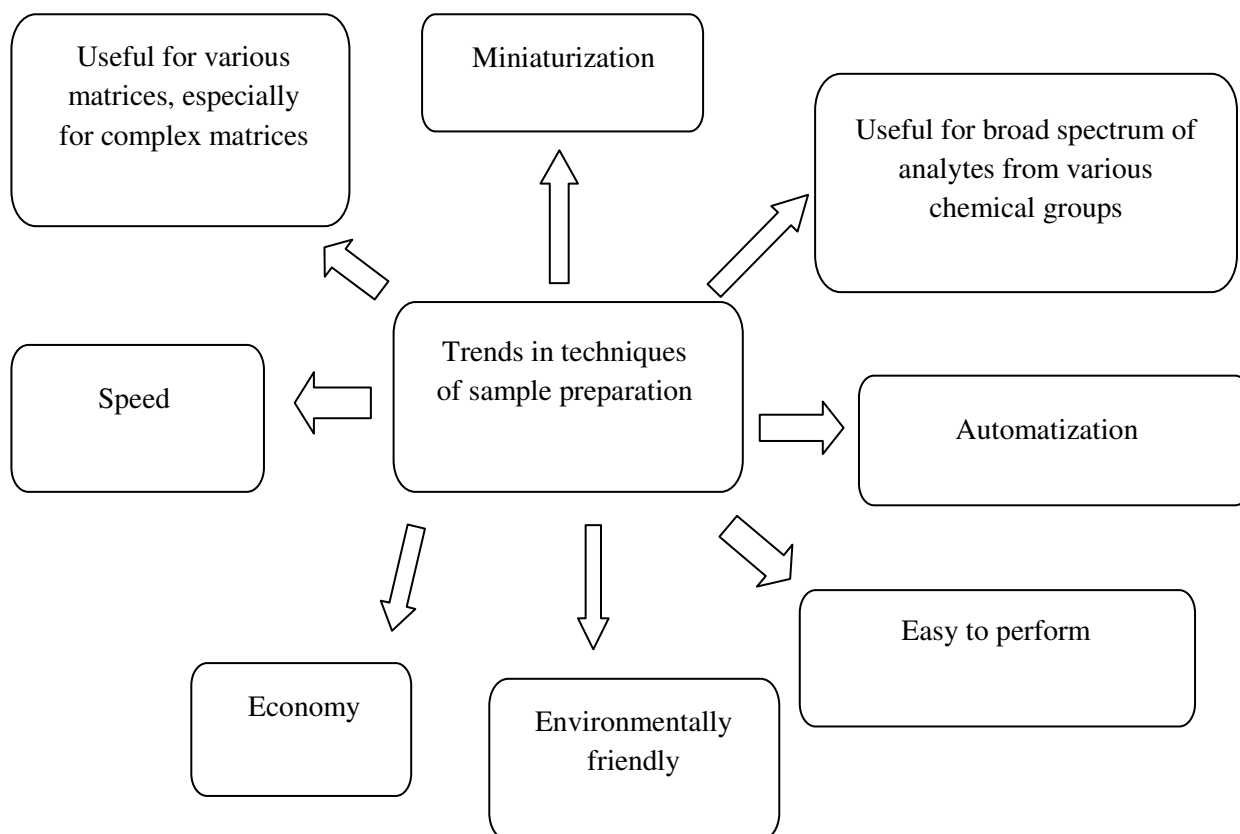 Useful for various
matrices, especially
for complex matrices
Miniaturization
Useful for broad spectrum of
analytes from various
chemical groups
Trends in techniques
of sample preparation
Speed
Automatization
Easy to perform
Economy
Environmentally
friendly